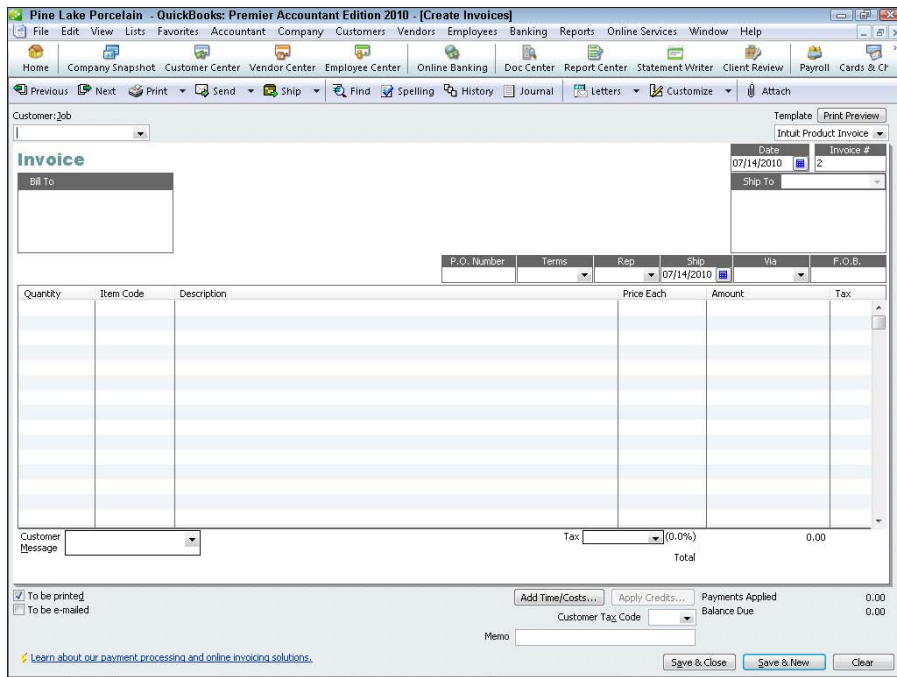 Pine Lake Porcelain - QuickBooks: Premier Accountant Edition 2010 - [Create Invoices]
File Edit View Lists Favorites Accountant Company Customers Vendors Employees Banking Reports Online Services Window Help
Home Company Snapshot Customer Center Vendor Center Employee Center Online Banking Doc Center Report Center Statement Writer Client Review Payroll Cards & Ch
Previous Next Print Send Ship Find Spelling History Journal Letters Customize Attach
Customer:Job Template Print Preview
Intuit Product Invoice
Invoice Date Invoice #
07/14/2010 2
Bill To Ship To
P.O. Number Terms Rep Ship Via F.O.B.
07/14/2010
Quantity Item Code Description Price Each Amount Tax
Customer Message Tax (0.0%) 0.00
Total
To be printed Add Time/Costs... Apply Credits... Payments Applied 0.00
To be e-mailed Customer Tax Code Balance Due 0.00
Memo
Learn about our payment processing and online invoicing solutions. Save & Close Save & New Clear